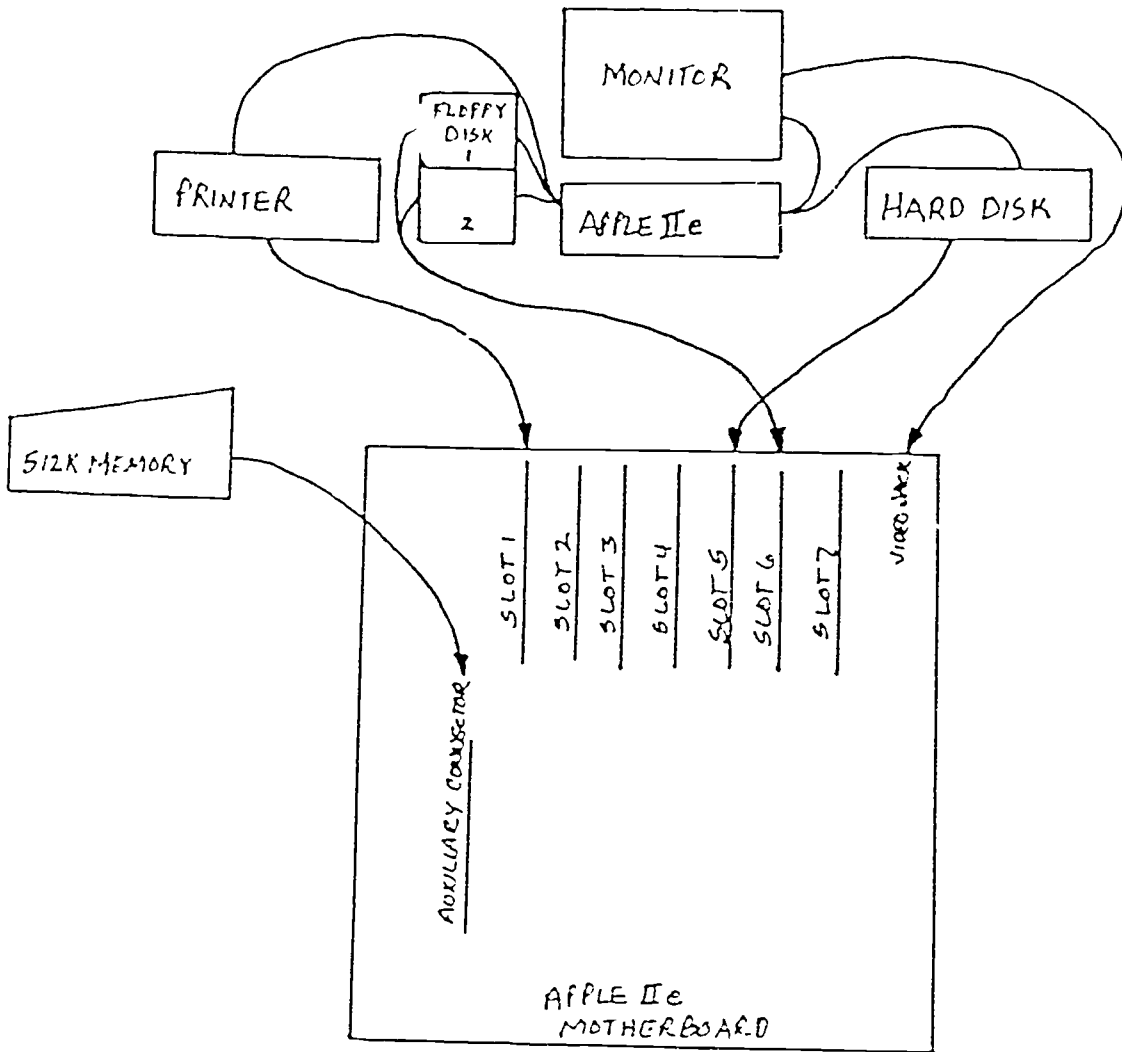 MONITOR
FLOPPY
DISK
1
2
PRINTER
APPLE IIe
HARD DISK
512K MEMORY
SLOT 1
SLOT 2
SLOT 3
SLOT 4
SLOT 5
SLOT 6
SLOT 7
VIDEO JACK
AUXILIARY CONNECTOR
APPLE IIe
MOTHERBOARD